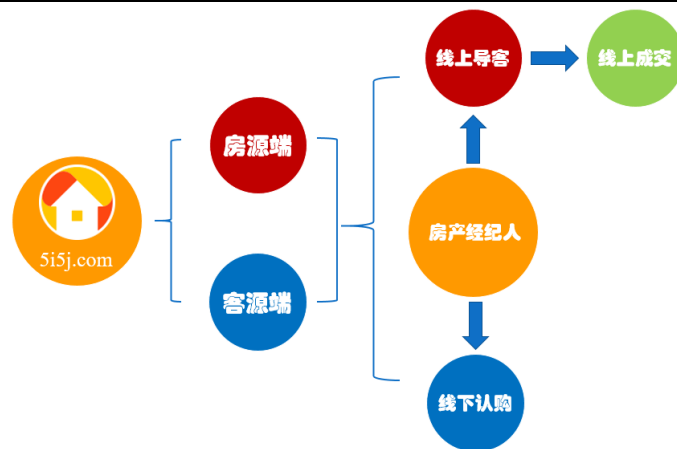 线上导客
线上成交
房源端
5i5j.com
房产经纪人
客源端
线下认购